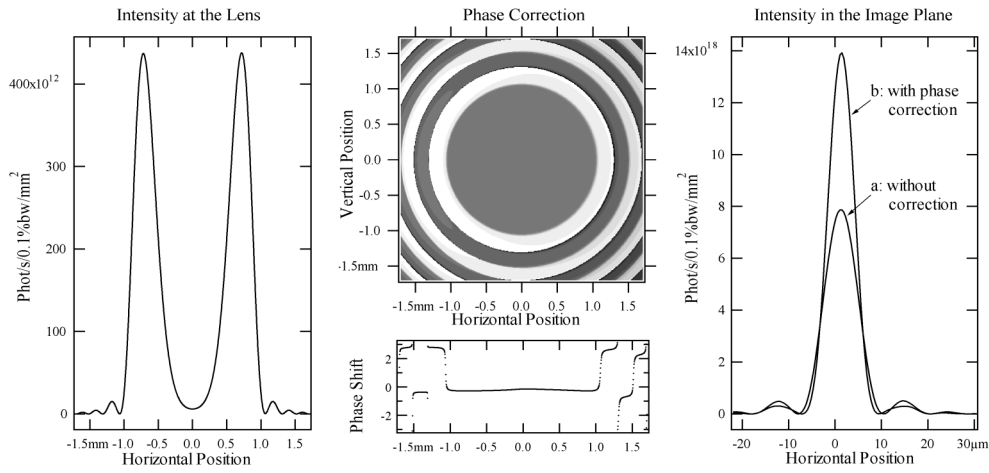 Intensity at the Lens
400x10¹²
300
200
100
0
Phot/s/0.1%bw/mm²
-1.5mm -1.0 -0.5 0.0 0.5 1.0 1.5
Horizontal Position
Phase Correction
1.5
1.0
0.5
0.0
-0.5
-1.0
-1.5mm
Vertical Position
-1.5mm -1.0 -0.5 0.0 0.5 1.0 1.5
Horizontal Position
2
0
-2
Phase Shift
-1.5mm -1.0 -0.5 0.0 0.5 1.0 1.5
Horizontal Position
Intensity in the Image Plane
14x10¹⁸
12
10
8
6
4
2
0
Phot/s/0.1%bw/mm²
b: with phase
correction
a: without
correction
-20 -10 0 10 20 30μm
Horizontal Position